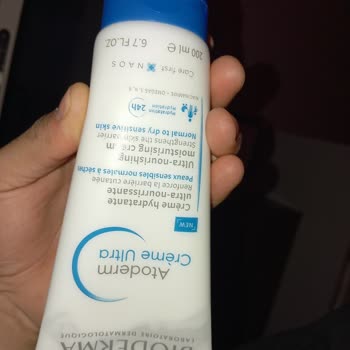 BIODERMA
LABORATOIRE DERMATOLOGIQUE
Atoderm
Crème Ultra
NEW
Crème hydratante
ultra-nourrissante
Renforce la barrière cutanée
Peaux sensibles normales à sèches
Ultra-nourishing
moisturising cream
Strengthens the skin barrier
Normal to dry sensitive skin
Hydratation
24h
Hydration
Care first NAOS
200 ml e 6.7 FL.OZ.